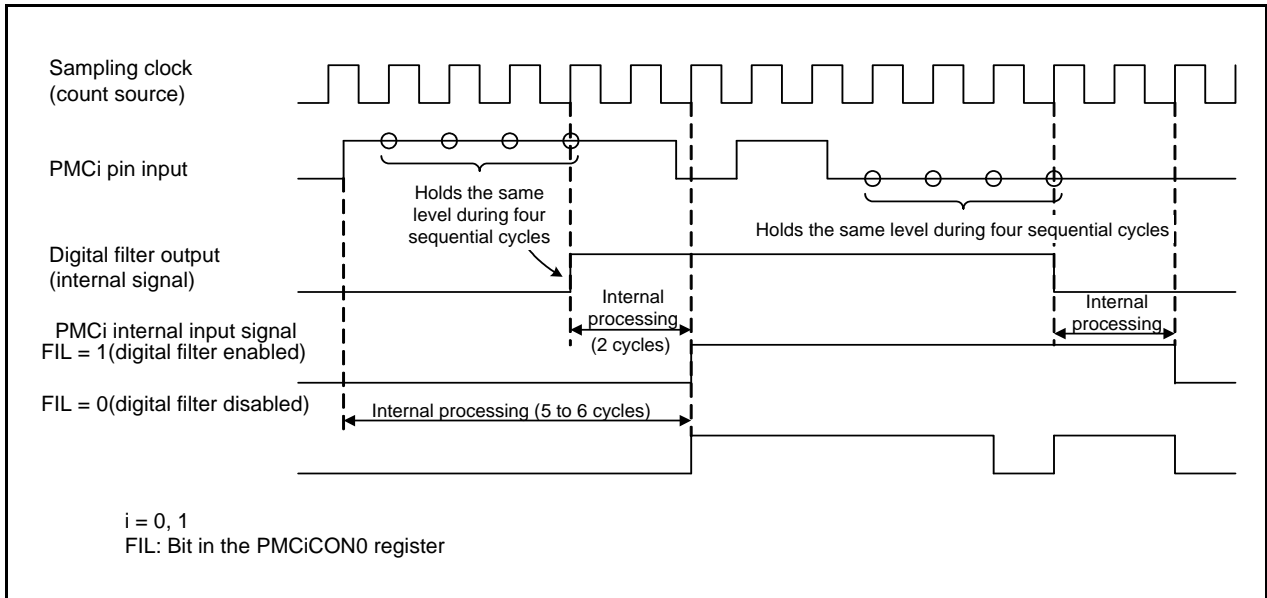 Sampling clock
(count source)
PMCi pin input
Holds the same
level during four
sequential cycles
Holds the same level during four sequential cycles
Digital filter output
(internal signal)
Internal
processing
(2 cycles)
Internal
processing
PMCi internal input signal
FIL = 1(digital filter enabled)
FIL = 0(digital filter disabled)
Internal processing (5 to 6 cycles)
i = 0, 1
FIL: Bit in the PMCiCON0 register